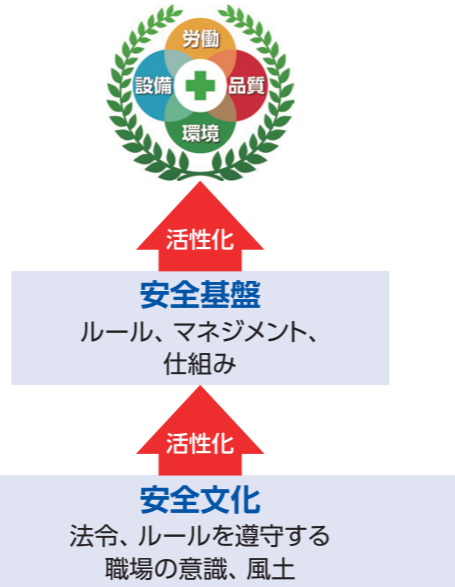 労働
設備
品質
環境
活性化
安全基盤
ルール、マネジメント、
仕組み
活性化
安全文化
法令、ルールを遵守する
職場の意識、風土